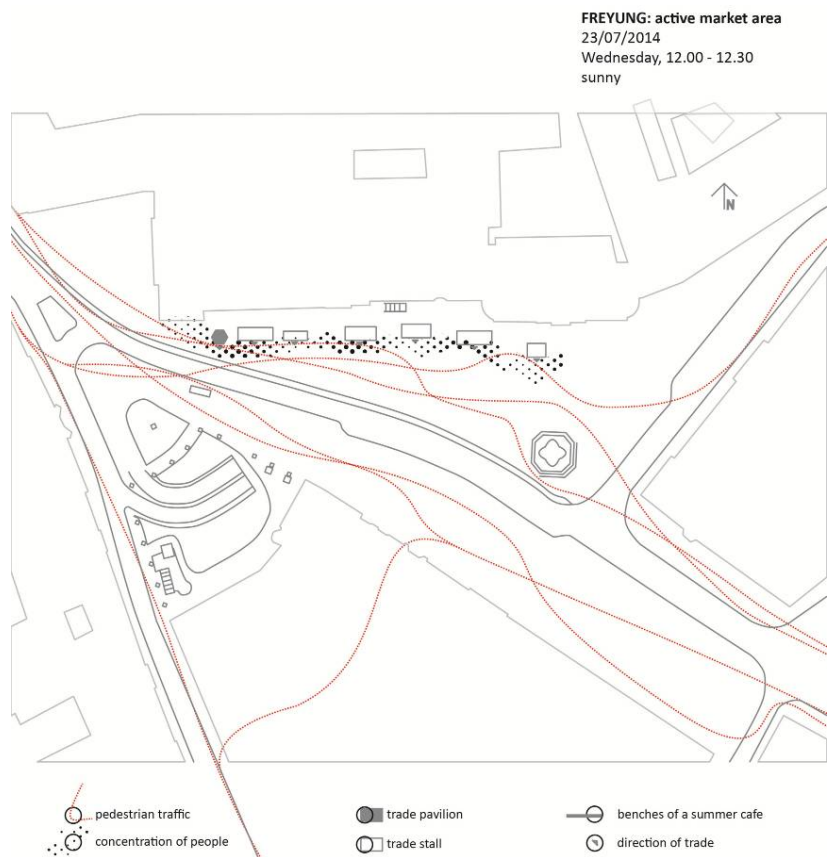 FREYUNG: active market area
23/07/2014
Wednesday, 12.00 - 12.30
sunny
N
pedestrian traffic
concentration of people
trade pavilion
trade stall
benches of a summer cafe
direction of trade